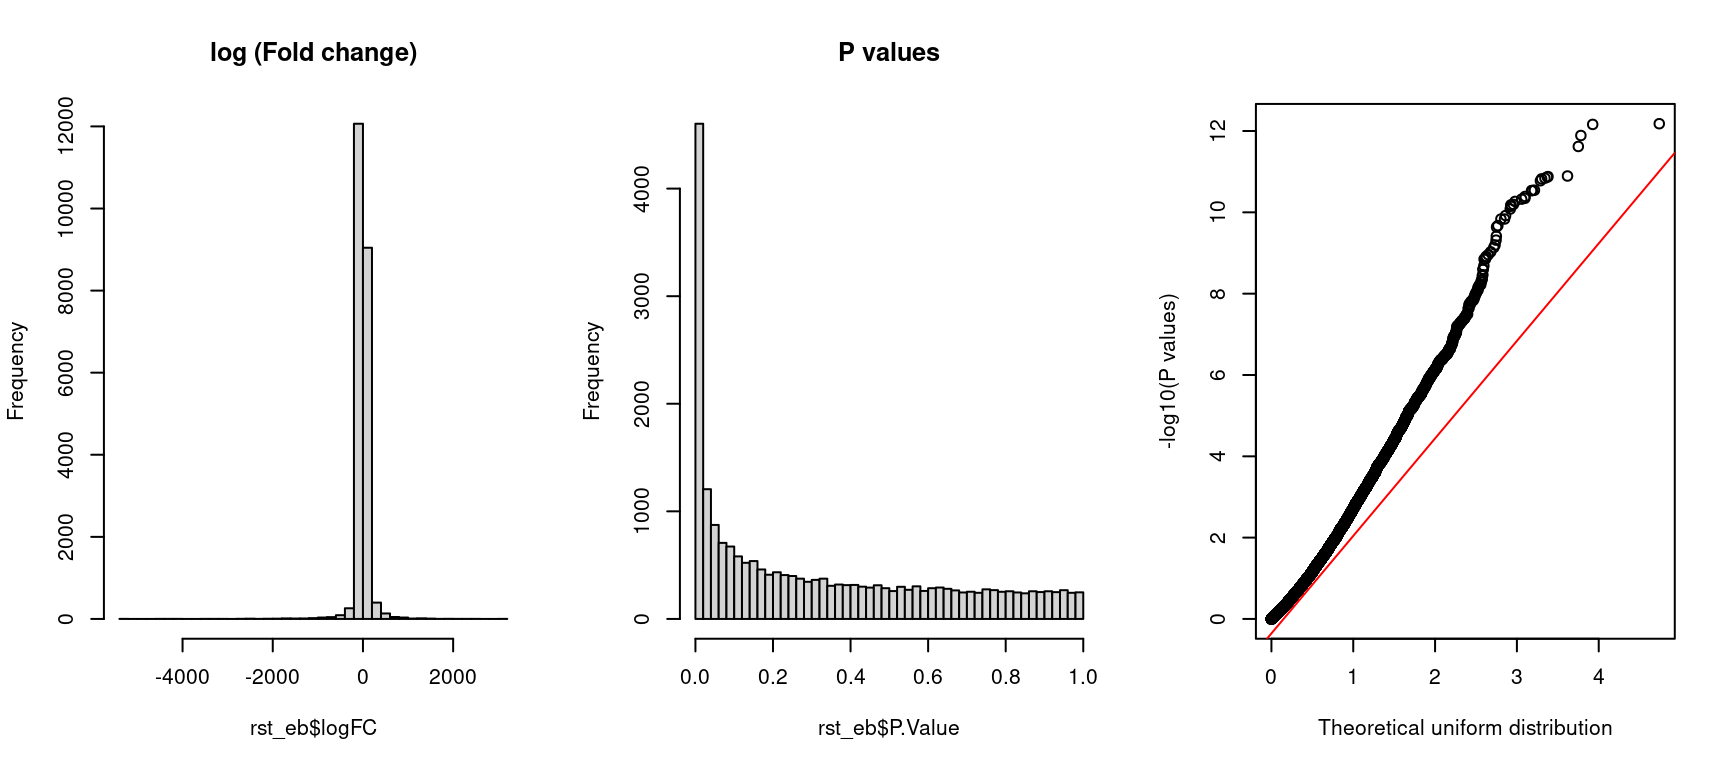 log (Fold change)
Frequency
0 2000 4000 6000 8000 10000 12000
-4000 -2000 0 2000
rst_eb$logFC
P values
Frequency
0 1000 2000 3000 4000
0.0 0.2 0.4 0.6 0.8 1.0
rst_eb$P.Value
-log10(P values)
0 2 4 6 8 10 12
0 1 2 3 4
Theoretical uniform distribution